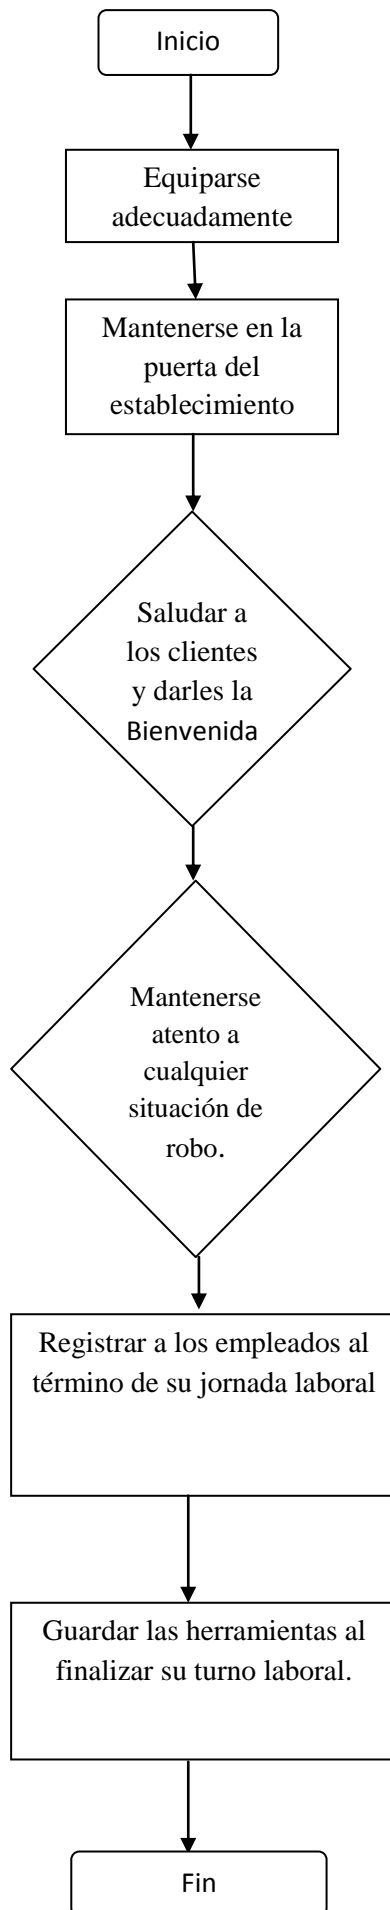 Inicio
Equiparse
adecuadamente
Mantenerse en la
puerta del
establecimiento
Saludar a
los clientes
y darles la
Bienvenida
Mantenerse
atento a
cualquier
situación de
robo.
Registrar a los empleados al
término de su jornada laboral
Guardar las herramientas al
finalizar su turno laboral.
Fin